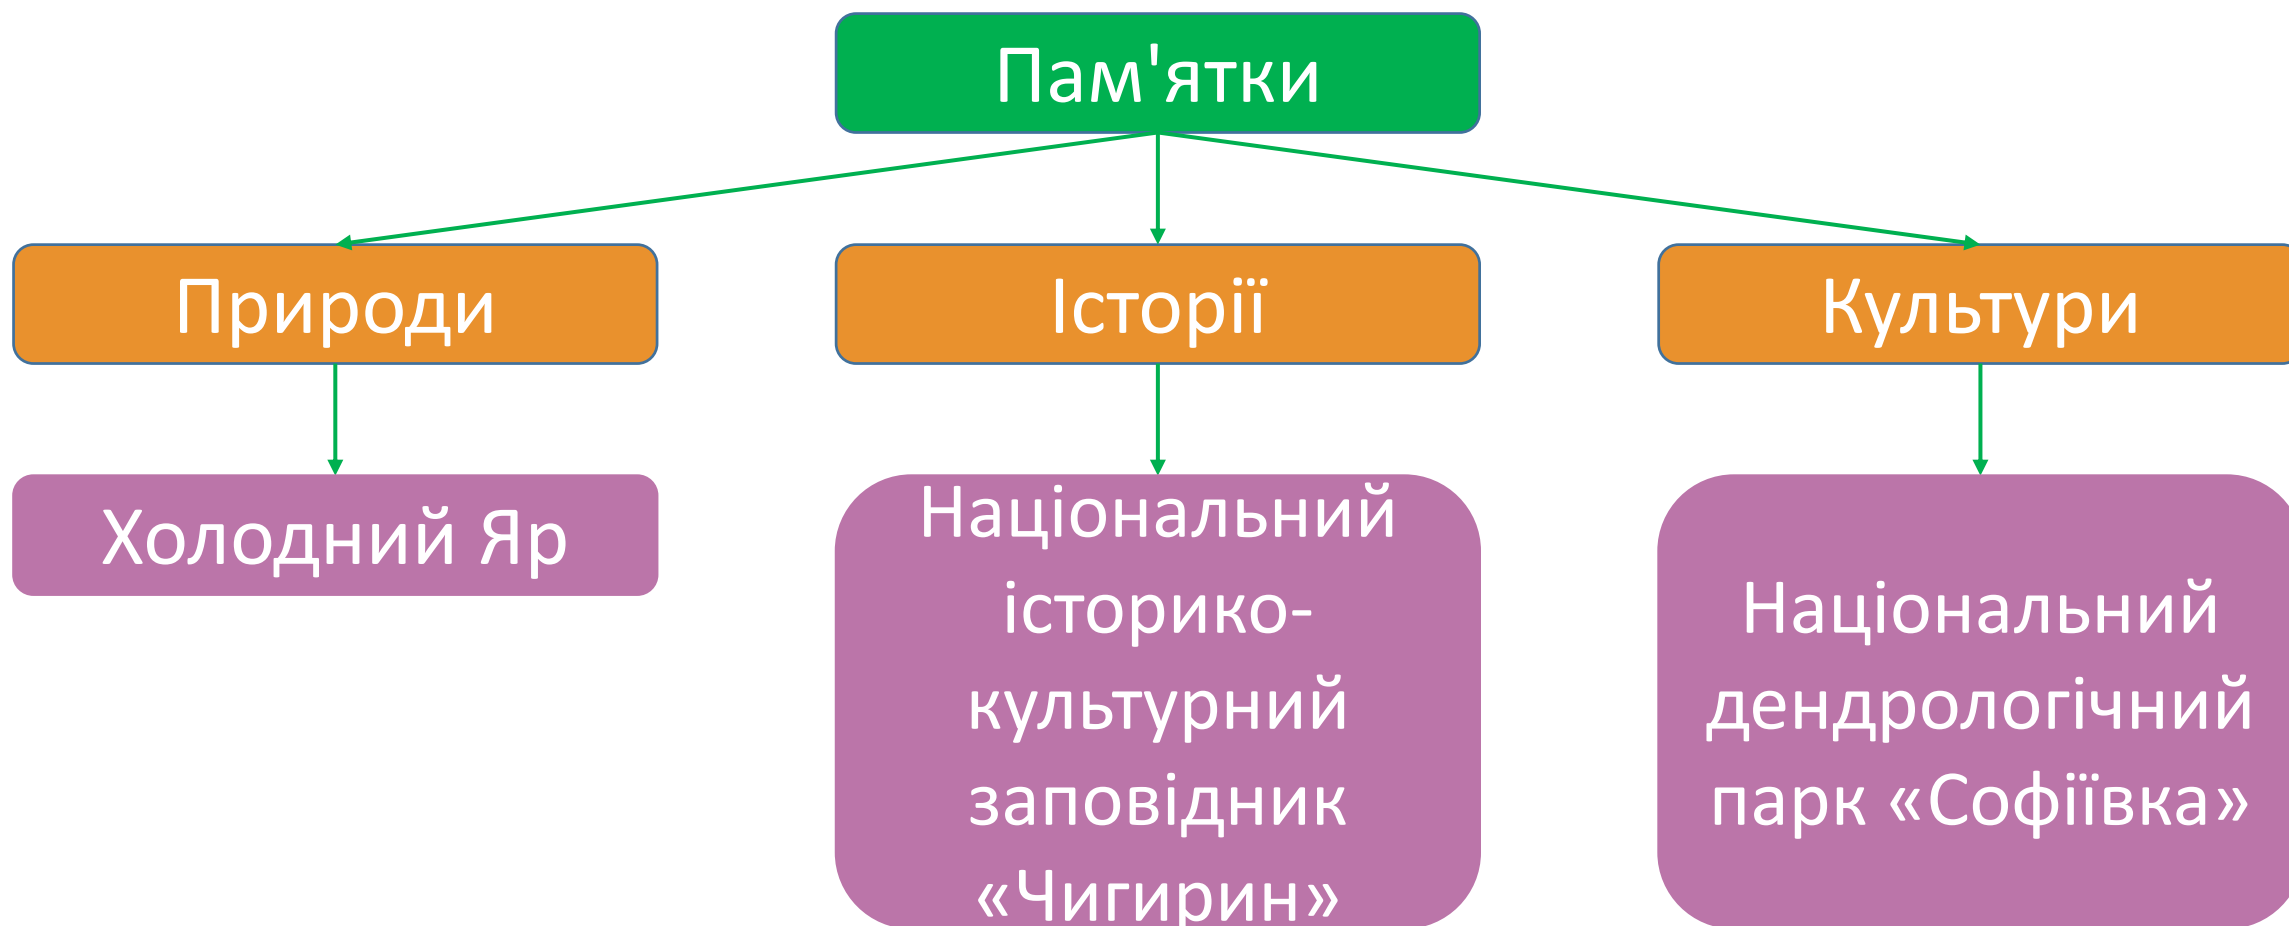 Пам'ятки
Природи
Історії
Культури
Холодний Яр
Національний
історико-
культурний
заповідник
«Чигирин»
Національний
дендрологічний
парк «Софіївка»